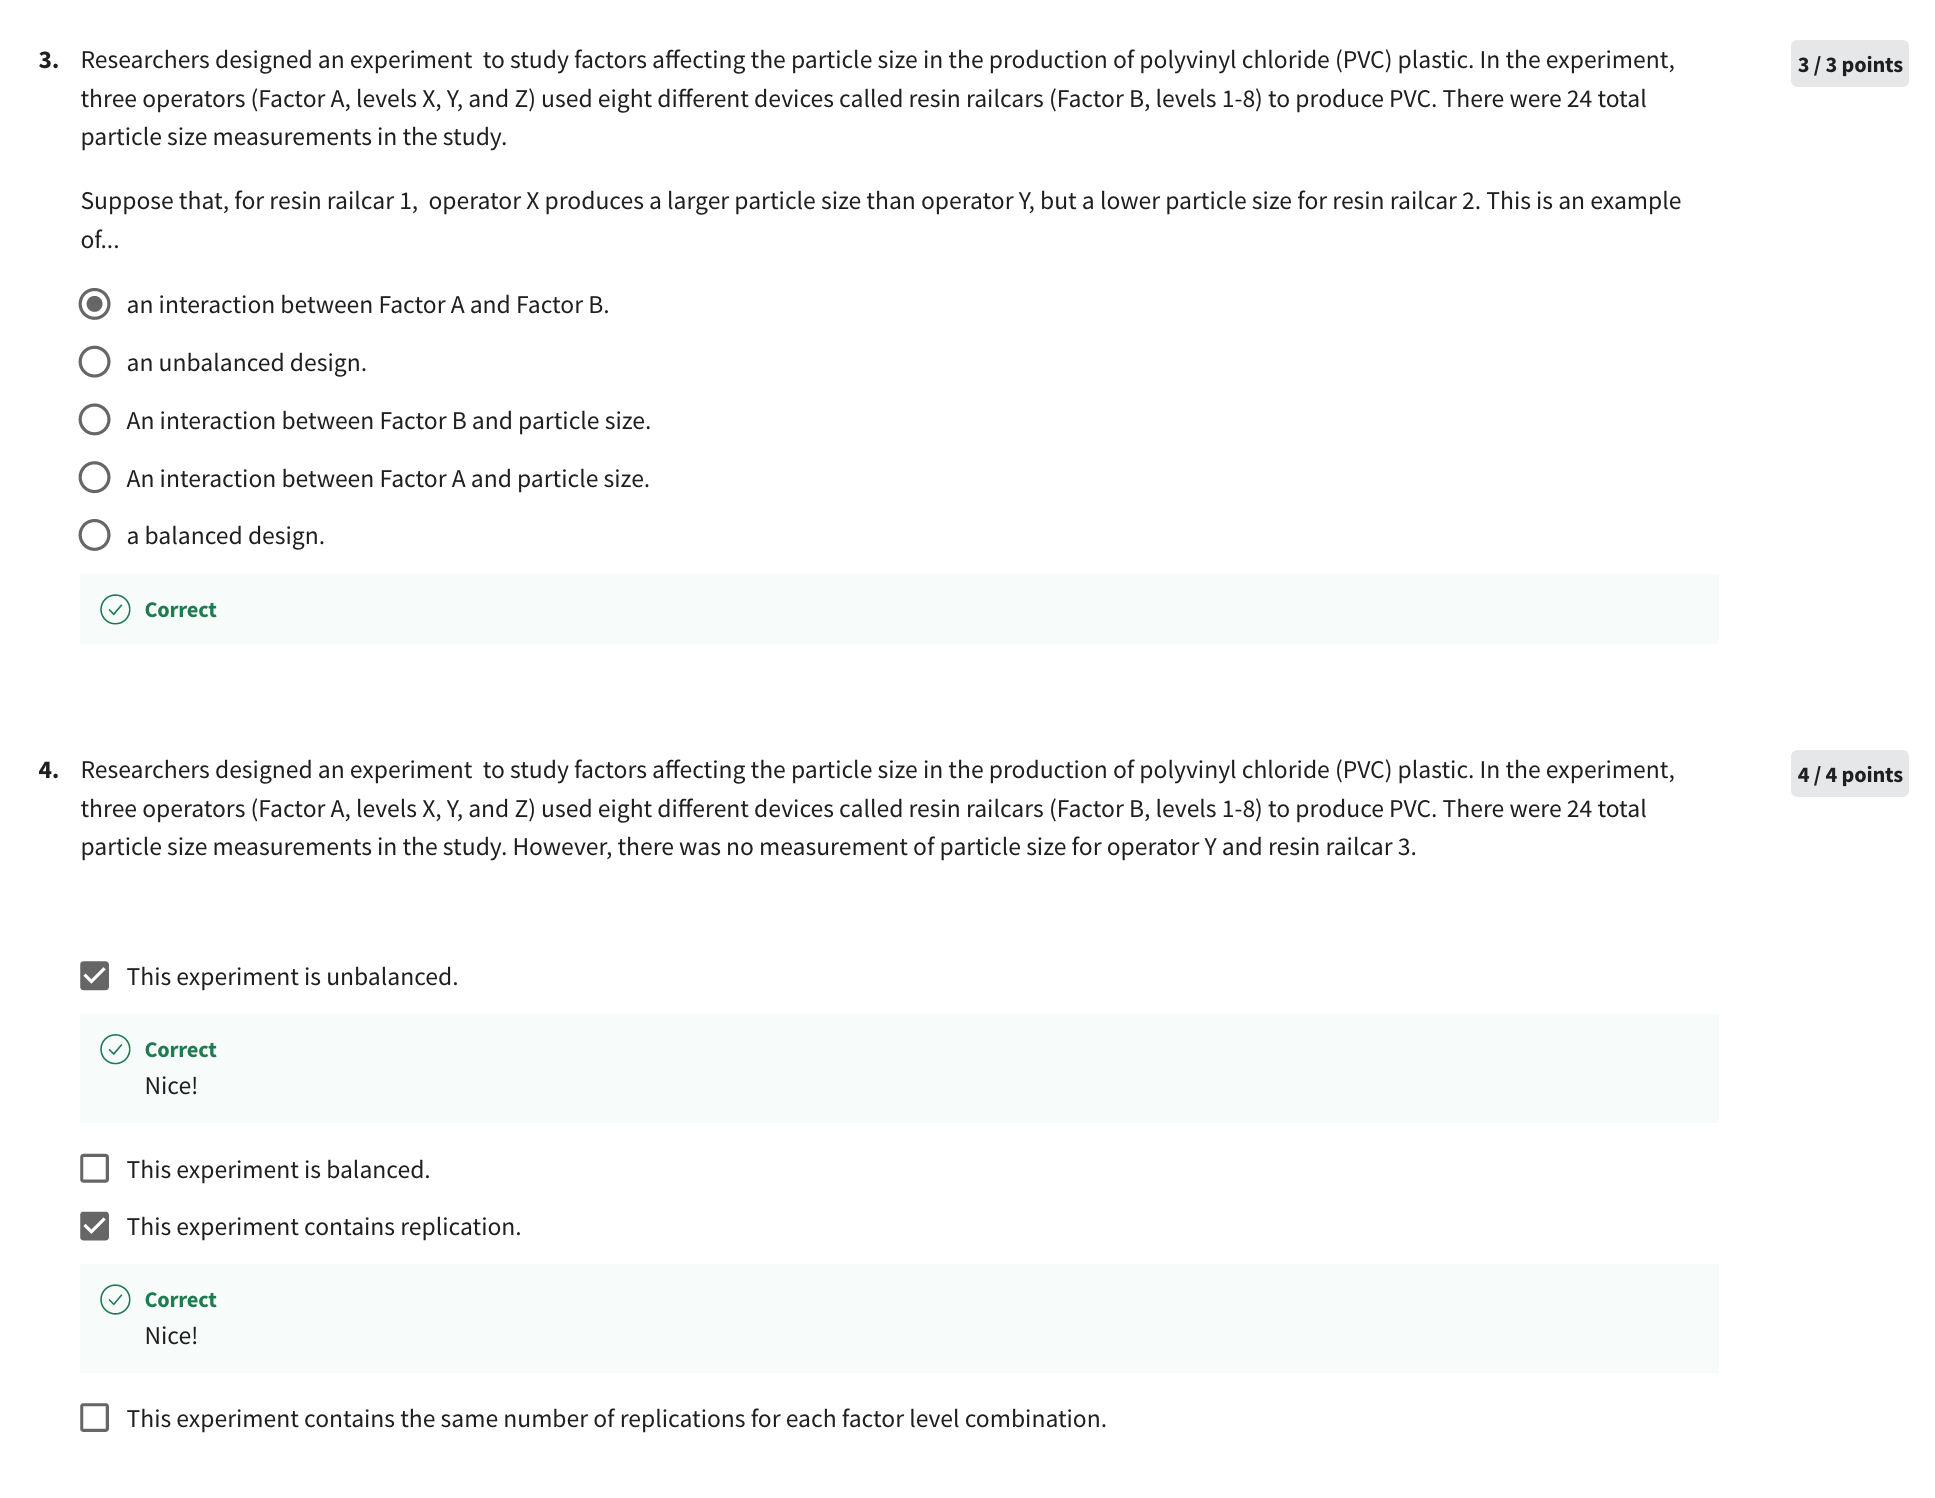 3. Researchers designed an experiment  to study factors affecting the particle size in the production of polyvinyl chloride (PVC) plastic. In the experiment,
3 / 3 points
three operators (Factor A, levels X, Y, and Z) used eight different devices called resin railcars (Factor B, levels 1-8) to produce PVC. There were 24 total
particle size measurements in the study.
Suppose that, for resin railcar 1,  operator X produces a larger particle size than operator Y, but a lower particle size for resin railcar 2. This is an example
of...
an interaction between Factor A and Factor B.
an unbalanced design.
An interaction between Factor B and particle size.
An interaction between Factor A and particle size.
a balanced design.
Correct
4. Researchers designed an experiment  to study factors affecting the particle size in the production of polyvinyl chloride (PVC) plastic. In the experiment,
4 / 4 points
three operators (Factor A, levels X, Y, and Z) used eight different devices called resin railcars (Factor B, levels 1-8) to produce PVC. There were 24 total
particle size measurements in the study. However, there was no measurement of particle size for operator Y and resin railcar 3.
This experiment is unbalanced.
Correct
Nice!
This experiment is balanced.
This experiment contains replication.
Correct
Nice!
This experiment contains the same number of replications for each factor level combination.